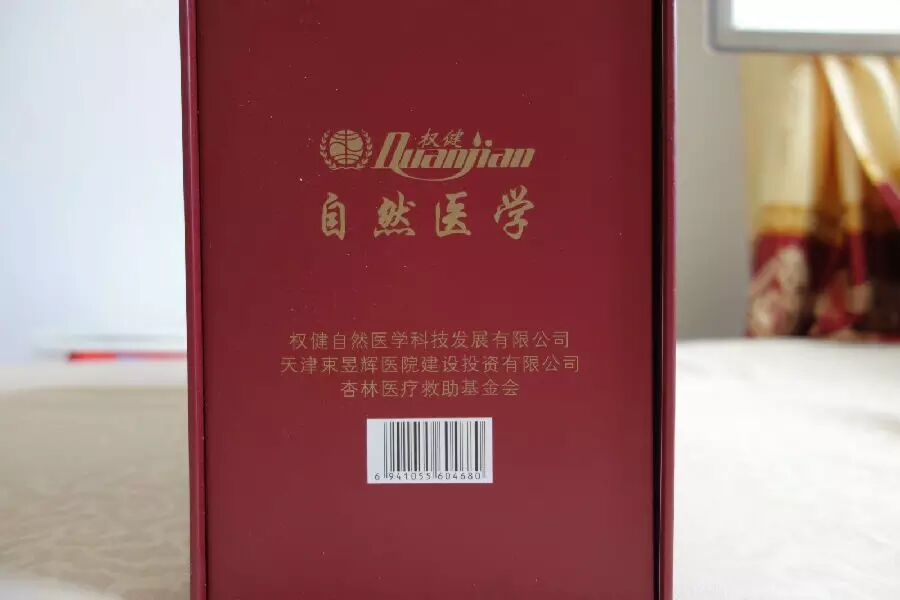 权健
Quanjian
自然医学
权健自然医学科技发展有限公司
天津束昱辉医院建设投资有限公司
杏林医疗救助基金会
6 941055 604680